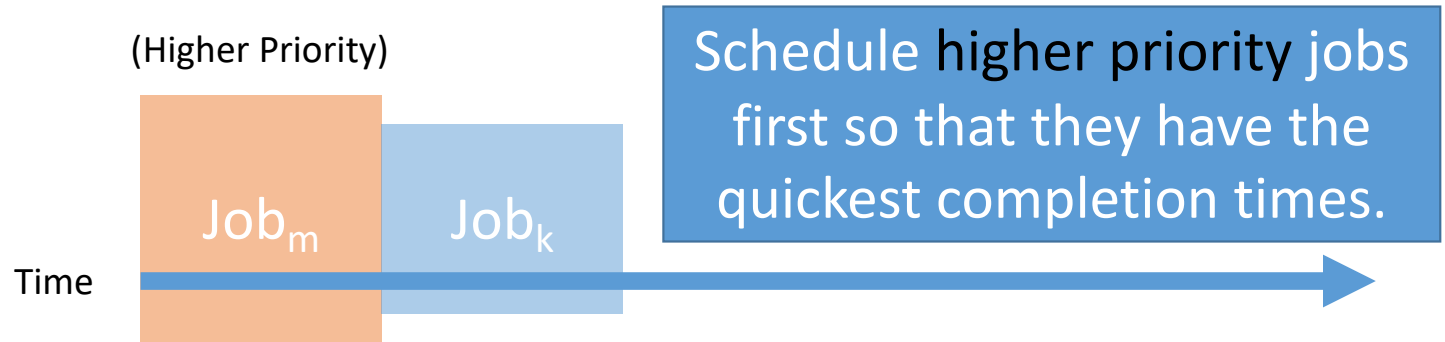 (Higher Priority)
Schedule higher priority jobs
first so that they have the
quickest completion times.
Jobm
Jobk
Time